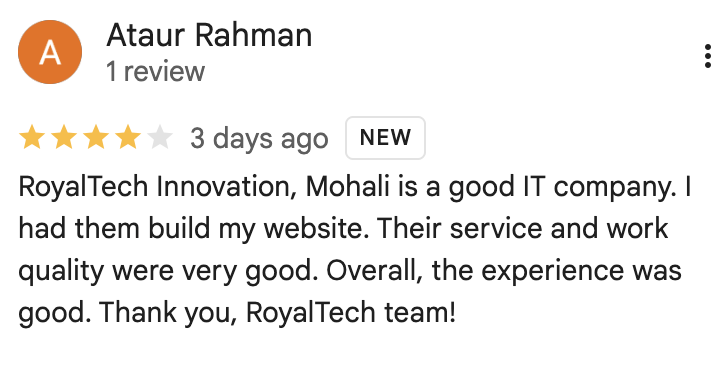 A
Ataur Rahman
1 review
3 days ago NEW
RoyalTech Innovation, Mohali is a good IT company. I
had them build my website. Their service and work
quality were very good. Overall, the experience was
good. Thank you, RoyalTech team!